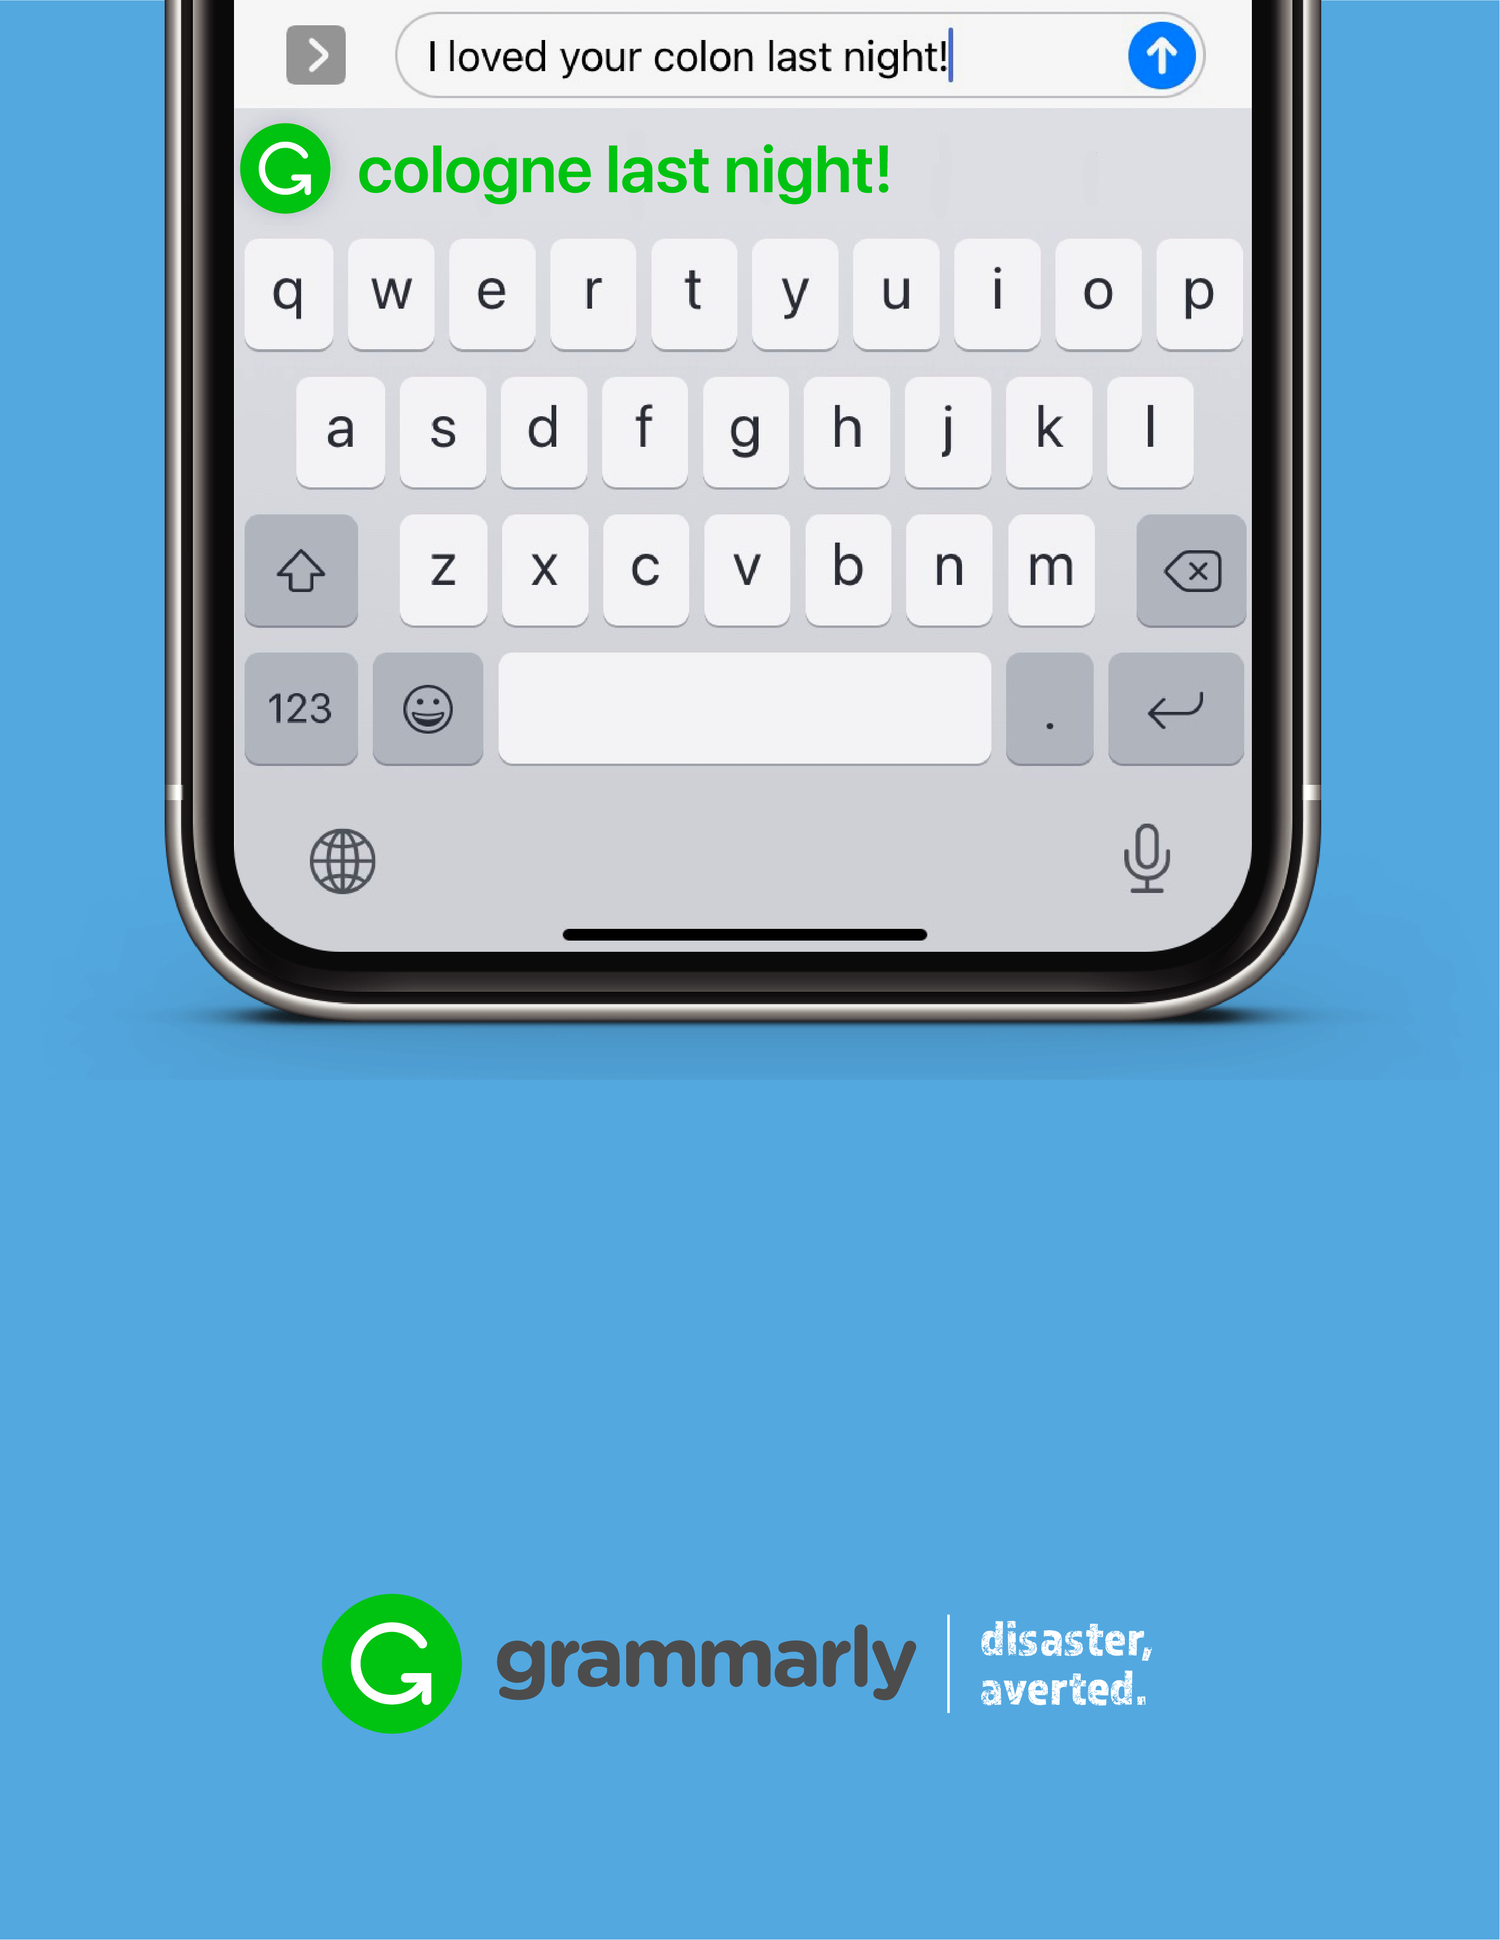 I loved your colon last night!
cologne last night!
q w e r t y u i o p
a s d f g h j k l
z x c v b n m
123 .
grammarly
disaster,
averted.